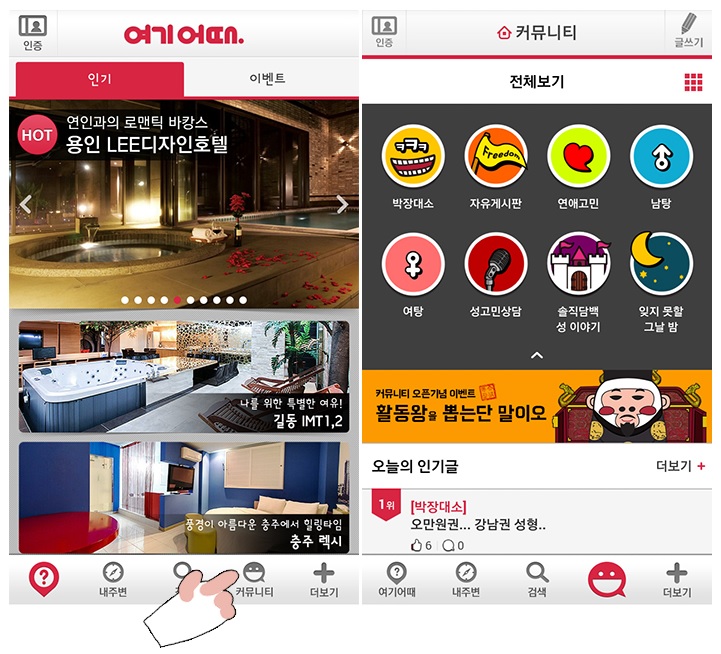 인증
여기어때.
인기
이벤트
HOT
연인과의 로맨틱 바캉스
용인 LEE디자인호텔
나를 위한 특별한 여유!
길동 IMT1,2
풍경이 아름다운 충주에서 힐링타임
충주 렉시
내주변
커뮤니티
더보기
인증
커뮤니티
글쓰기
전체보기
ㅋㅋㅋ
Freedom
박장대소
자유게시판
연애고민
남탕
여탕
성고민상담
솔직담백
성 이야기
잊지 못할
그날 밤
커뮤니티 오픈기념 이벤트
활동왕을 뽑는단 말이오
오늘의 인기글
더보기 +
1위
[박장대소]
오만원권... 강남권 성형..
6
0
여기어때
내주변
검색
더보기